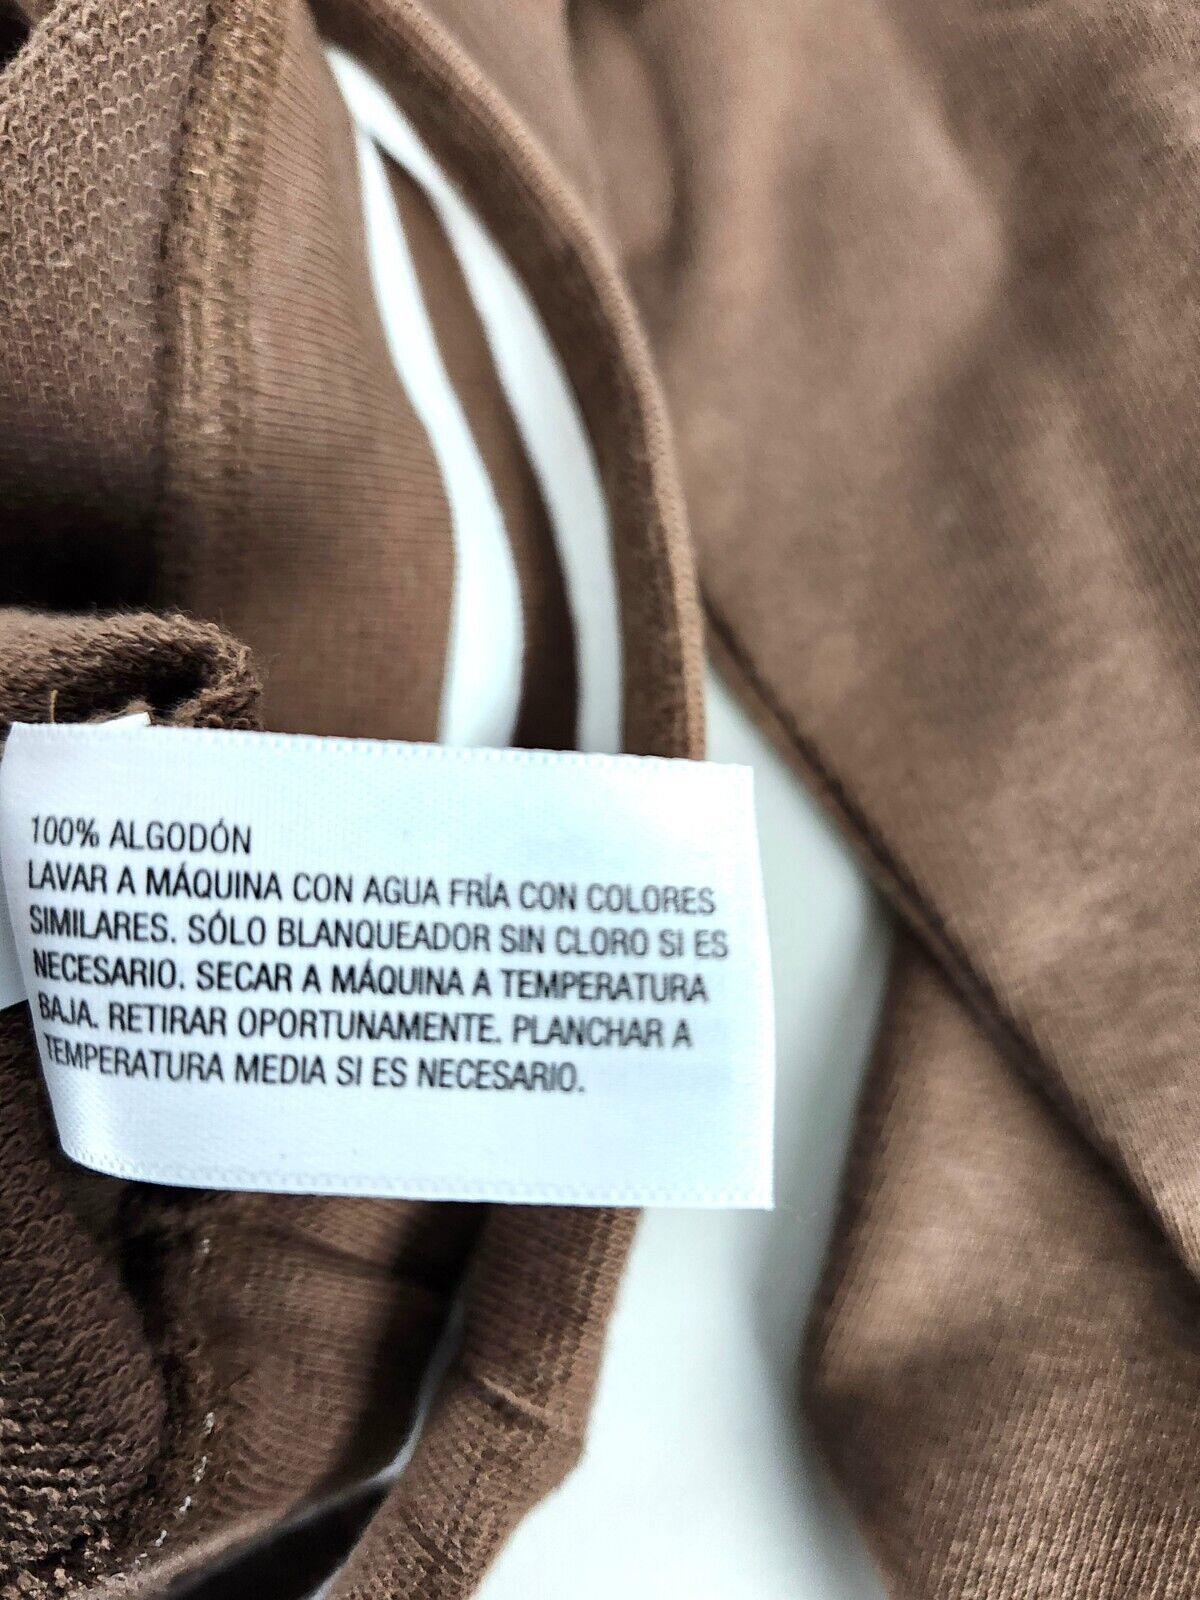 100% ALGODÓN
LAVAR A MÁQUINA CON AGUA FRÍA CON COLORES
SIMILARES. SÓLO BLANQUEADOR SIN CLORO SI ES
NECESARIO. SECAR A MÁQUINA A TEMPERATURA
BAJA. RETIRAR OPORTUNAMENTE. PLANCHAR A
TEMPERATURA MEDIA SI ES NECESARIO.